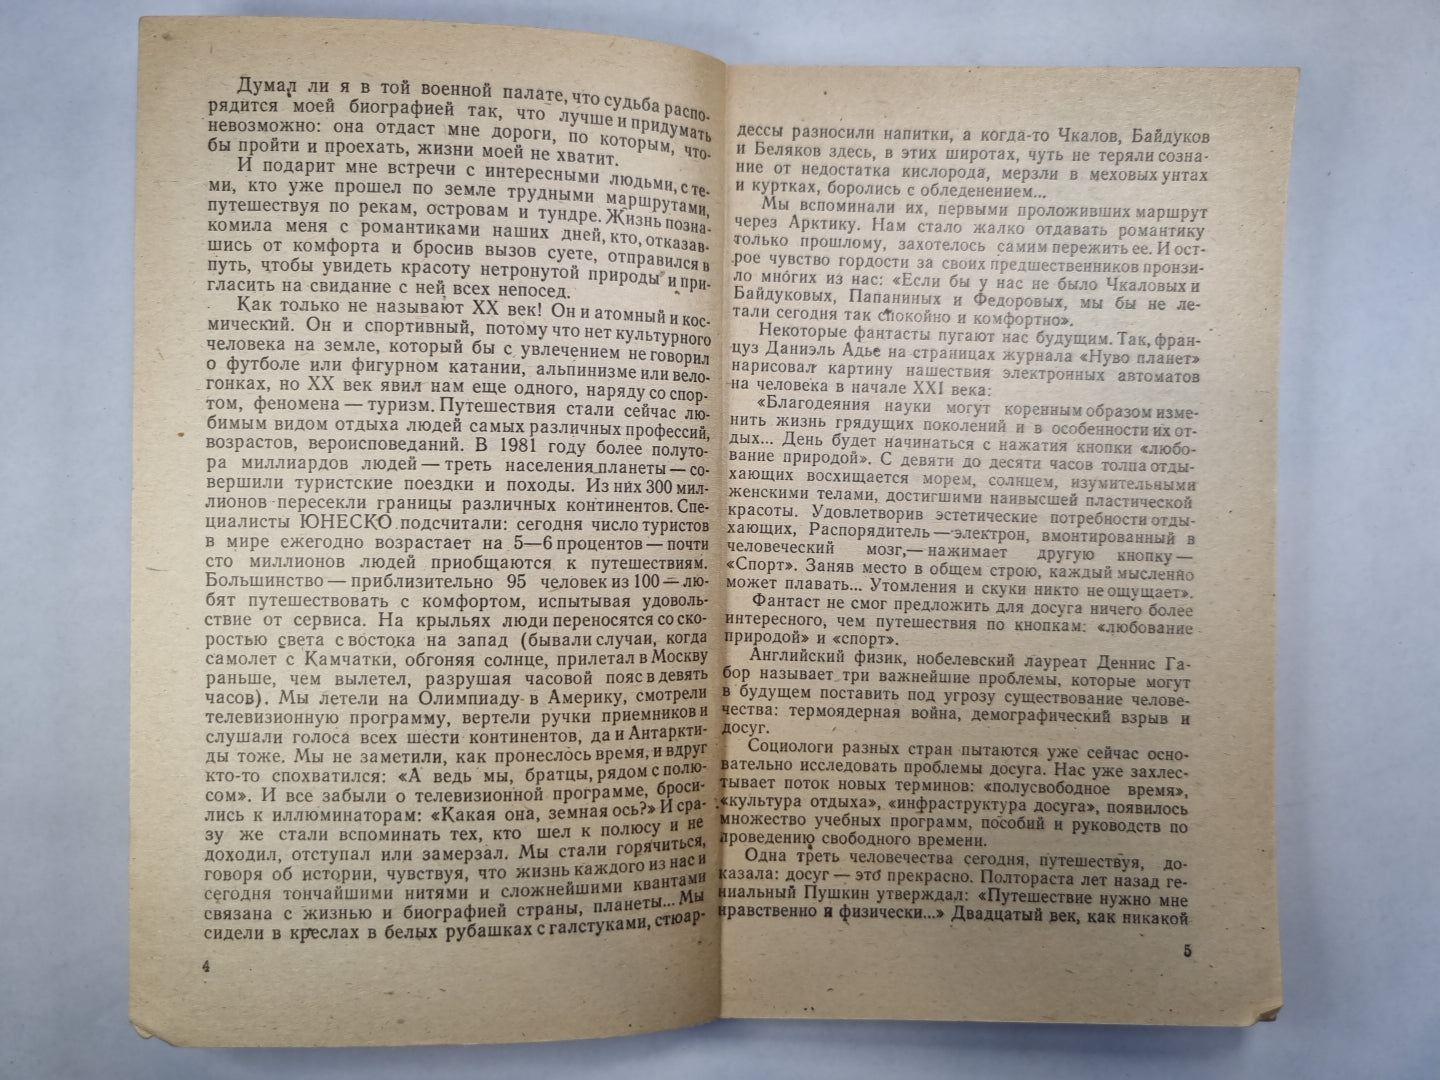 Думал ли я в той военной палате, что судьба распо-
рядится моей биографией так, что лучше и придумать
невозможно: она отдаст мне дороги, по которым, что-
бы пройти и проехать, жизни моей не хватит.
И подарит мне встречи с интересными людьми, с те-
ми, кто уже прошел по земле трудными маршрутами,
путешествуя по рекам, островам и тундре. Жизнь позна-
комила меня с романтиками наших дней, кто, отказав-
шись от комфорта и бросив вызов суете, отправился в
путь, чтобы увидеть красоту нетронутой природы и при-
гласить на свидание с ней всех непосед.
Как только не называют XX век! Он и атомный и кос-
мический. Он и спортивный, потому что нет культурного
человека на земле, который бы с увлечением не говорил
о футболе или фигурном катании, альпинизме или вело-
гонках, но XX век явил нам еще одного, наряду со спор-
том, феномена — туризм. Путешествия стали сейчас лю-
бимым видом отдыха людей самых различных профессий,
возрастов, вероисповеданий. В 1981 году более полуто-
ра миллиардов людей — треть населения планеты — со-
вершили туристские поездки и походы. Из них 300 мил-
лионов пересекли границы различных континентов. Спе-
циалисты ЮНЕСКО подсчитали: сегодня число туристов
в мире ежегодно возрастает на 5—6 процентов — почти
сто миллионов людей приобщаются к путешествиям.
Большинство — приблизительно 95 человек из 100 — лю-
бят путешествовать с комфортом, испытывая удоволь-
ствие от сервиса. На крыльях люди переносятся со ско-
ростью света с востока на запад (бывали случаи, когда
самолет с Камчатки, обгоняя солнце, прилетал в Москву
раньше, чем вылетел, разрушая часовой пояс в девять
часов). Мы летели на Олимпиаду в Америку, смотрели
телевизионную программу, вертели ручки приемников и
слушали голоса всех шести континентов, да и Антаркти-
ды тоже. Мы не заметили, как пронеслось время, и вдруг
кто-то спохватился: «А ведь мы, братцы, рядом с полю-
сом». И все забыли о телевизионной программе, броси-
лись к иллюминаторам: «Какая она, земная ось?» И сра-
зу же стали вспоминать тех, кто шел к полюсу и не
доходил, отступал или замерзал. Мы стали горячиться,
говоря об истории, чувствуя, что жизнь каждого из нас и
сегодня тончайшими нитями и сложнейшими квантами
связана с жизнью и биографией страны, планеты... Мы
сидели в креслах в белых рубашках с галстуками, стюар-
4
дессы разносили напитки, а когда-то Чкалов, Байдуков
и Беляков здесь, в этих широтах, чуть не теряли созна-
ние от недостатка кислорода, мерзли в меховых унтах
и куртках, боролись с обледенением...
Мы вспоминали их, первыми проложивших маршрут
через Арктику. Нам стало жалко отдавать романтику
только прошлому, захотелось самим пережить ее. И ост-
рое чувство гордости за своих предшественников пронзи-
ло многих из нас: «Если бы у нас не было Чкаловых и
Байдуковых, Папаниных и Федоровых, мы бы не ле-
тали сегодня так спокойно и комфортно».
Некоторые фантасты пугают нас будущим. Так, фран-
цуз Даниэль Адье на страницах журнала «Нуво планет»
нарисовал картину нашествия электронных автоматов
на человека в начале XXI века:
«Благодеяния науки могут коренным образом изме-
нить жизнь грядущих поколений и в особенности их от-
дых... День будет начинаться с нажатия кнопки «любо-
вание природой». С девяти до десяти часов толпа отды-
хающих восхищается морем, солнцем, изумительными
женскими телами, достигшими наивысшей пластической
красоты. Удовлетворив эстетические потребности отды-
хающих, Распорядитель — электрон, вмонтированный в
человеческий мозг,— нажимает другую кнопку —
«Спорт». Заняв место в общем строю, каждый мысленно
может плавать... Утомления и скуки никто не ощущает».
Фантаст не смог предложить для досуга ничего более
интересного, чем путешествия по кнопкам: «любование
природой» и «спорт».
Английский физик, нобелевский лауреат Деннис Га-
бор называет три важнейшие проблемы, которые могут
в будущем поставить под угрозу существование челове-
чества: термоядерная война, демографический взрыв и
досуг.
Социологи разных стран пытаются уже сейчас осно-
вательно исследовать проблемы досуга. Нас уже захлес-
тывает поток новых терминов: «полусвободное время»,
«культура отдыха», «инфраструктура досуга», появилось
множество учебных программ, пособий и руководств по
проведению свободного времени.
Одна треть человечества сегодня, путешествуя, до-
казала: досуг — это прекрасно. Полтораста лет назад ге-
ниальный Пушкин утверждал: «Путешествие нужно мне
нравственно и физически...» Двадцатый век, как никакой
5